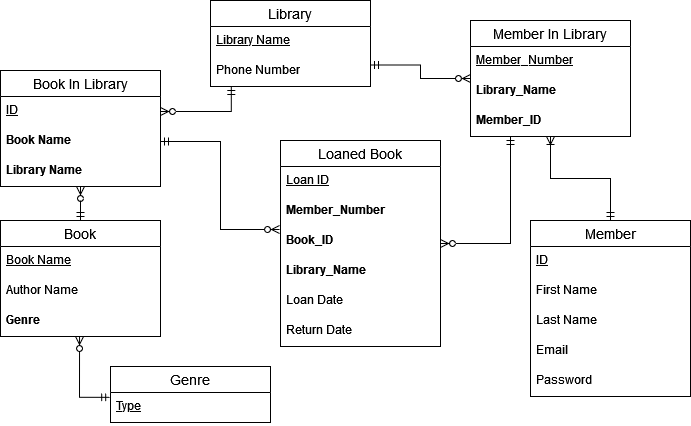 Library
Library Name
Phone Number
Member In Library
Member_Number
Library_Name
Member_ID
Book In Library
ID
Book Name
Library Name
Loaned Book
Loan ID
Member_Number
Book_ID
Library_Name
Loan Date
Return Date
Book
Book Name
Author Name
Genre
Member
ID
First Name
Last Name
Email
Password
Genre
Type